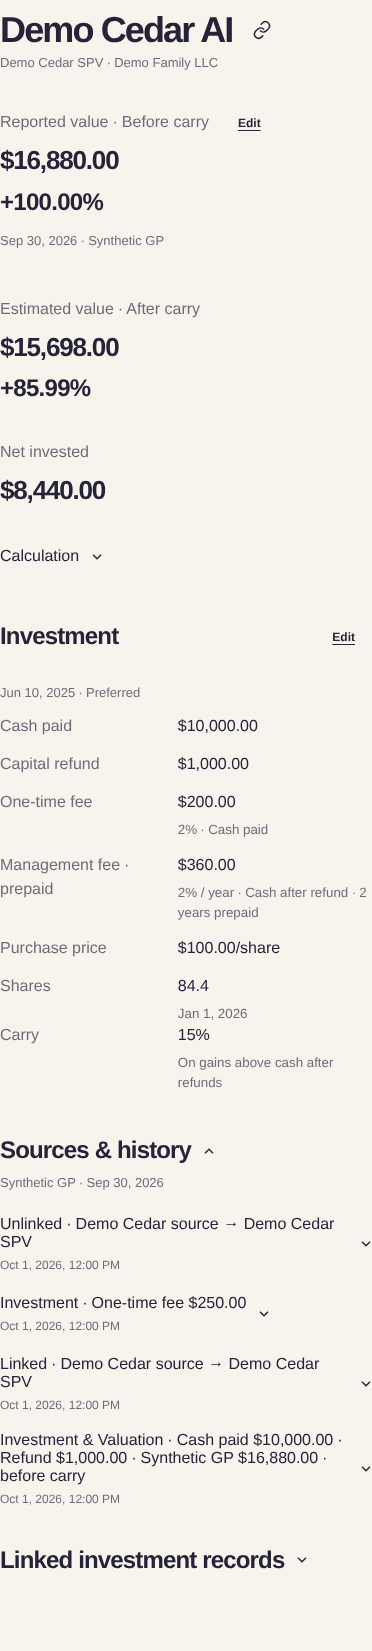 Demo Cedar AI
Demo Cedar SPV · Demo Family LLC
Reported value · Before carry Edit
$16,880.00
+100.00%
Sep 30, 2026 · Synthetic GP
Estimated value · After carry
$15,698.00
+85.99%
Net invested
$8,440.00
Calculation
Investment Edit
Jun 10, 2025 · Preferred
Cash paid $10,000.00
Capital refund $1,000.00
One-time fee $200.00
2% · Cash paid
Management fee · $360.00
prepaid 2% / year · Cash after refund · 2
years prepaid
Purchase price $100.00/share
Shares 84.4
Jan 1, 2026
Carry 15%
On gains above cash after
refunds
Sources & history
Synthetic GP · Sep 30, 2026
Unlinked · Demo Cedar source → Demo Cedar
SPV
Oct 1, 2026, 12:00 PM
Investment · One-time fee $250.00
Oct 1, 2026, 12:00 PM
Linked · Demo Cedar source → Demo Cedar
SPV
Oct 1, 2026, 12:00 PM
Investment & Valuation · Cash paid $10,000.00 ·
Refund $1,000.00 · Synthetic GP $16,880.00 ·
before carry
Oct 1, 2026, 12:00 PM
Linked investment records